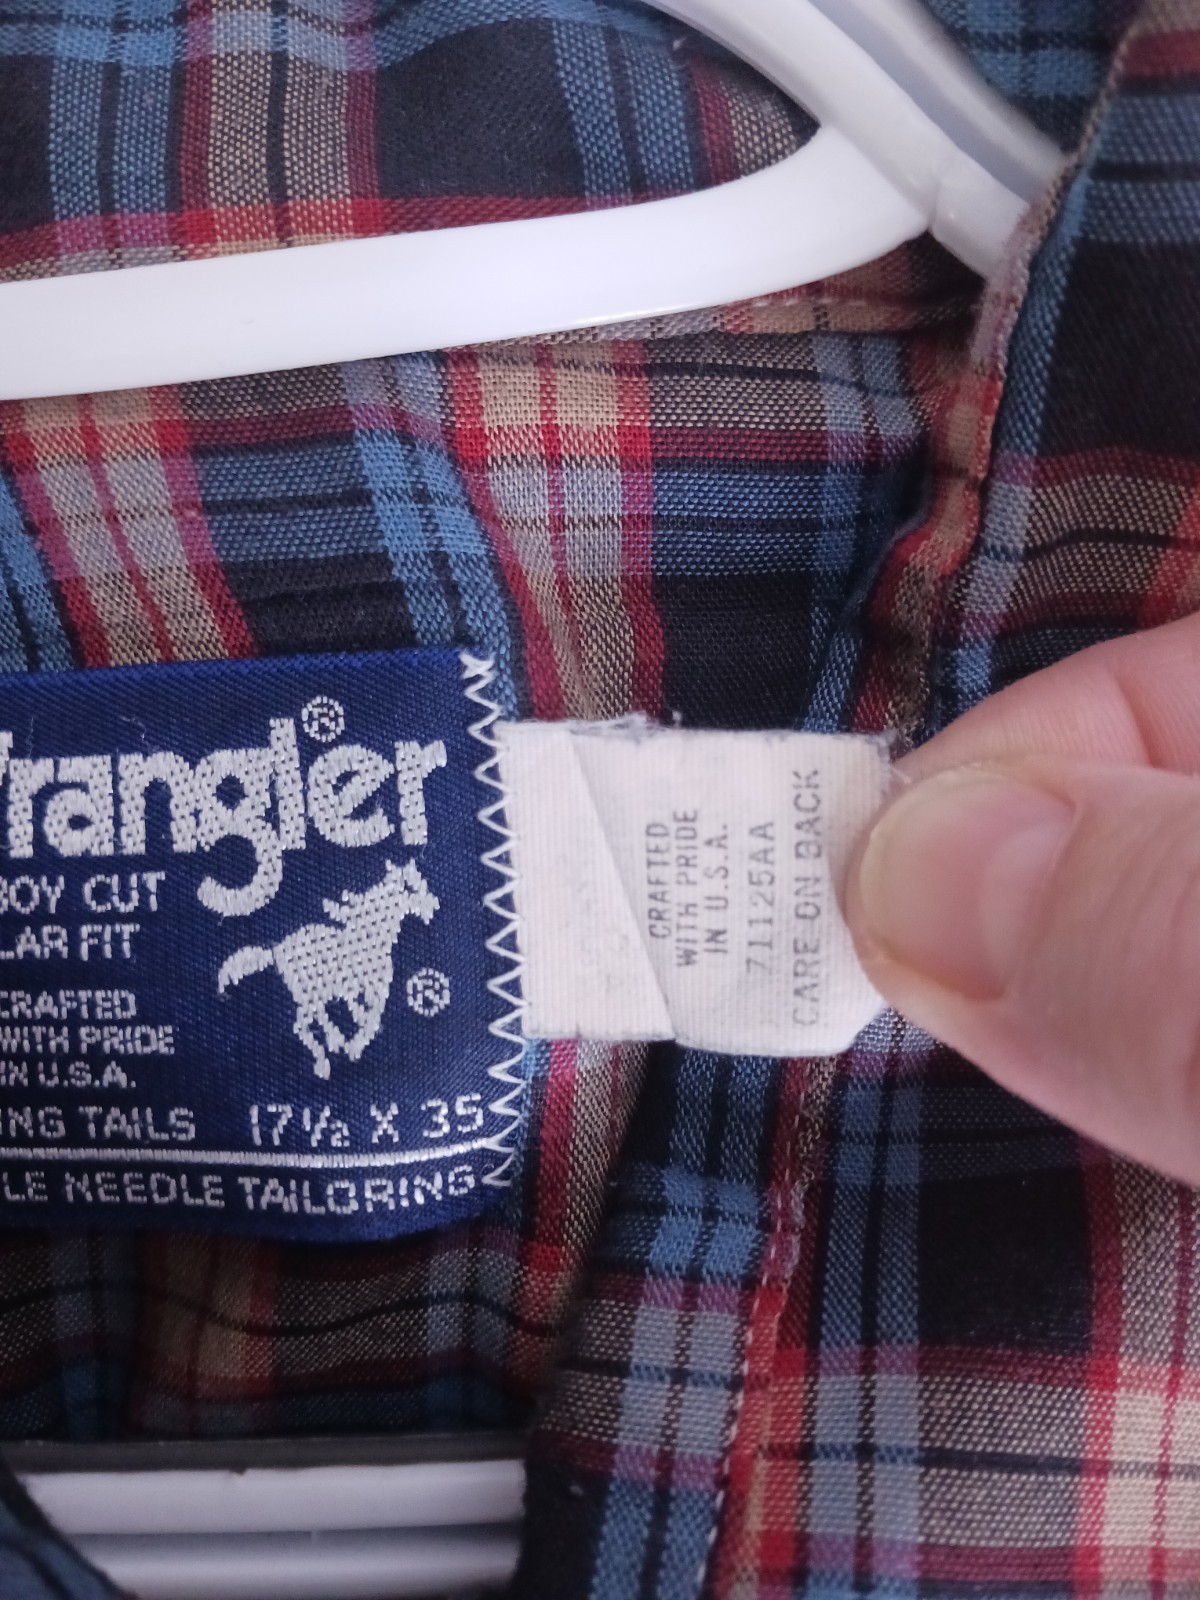 Wrangler®
BOY CUT
LAR FIT
®
CRAFTED
WITH PRIDE
IN U.S.A.
NG TAILS 17½ X 35
LE NEEDLE TAILORING
CRAFTED
WITH PRIDE
IN U.S.A.
71125AA
CARE ON BACK